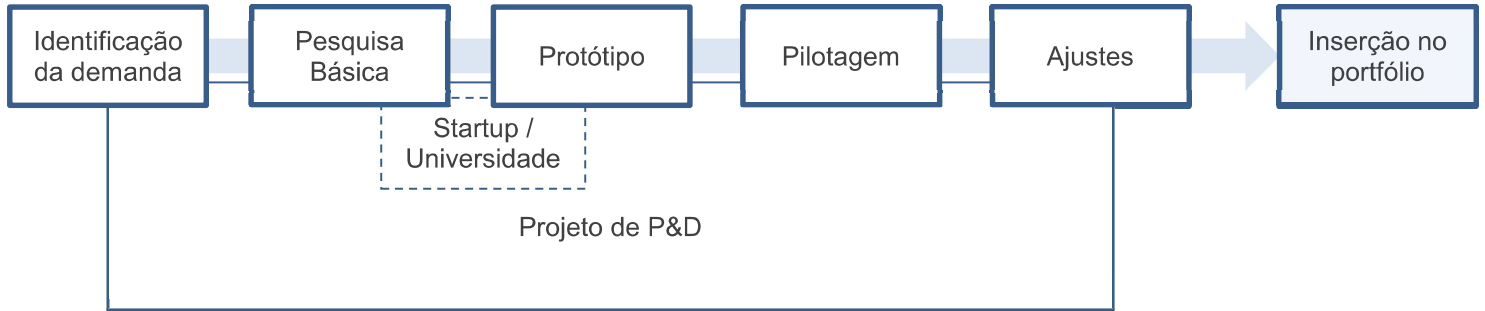 Identificação
da demanda
Pesquisa
Básica
Protótipo
Pilotagem
Ajustes
Inserção no
portfólio
Startup /
Universidade
Projeto de P&D